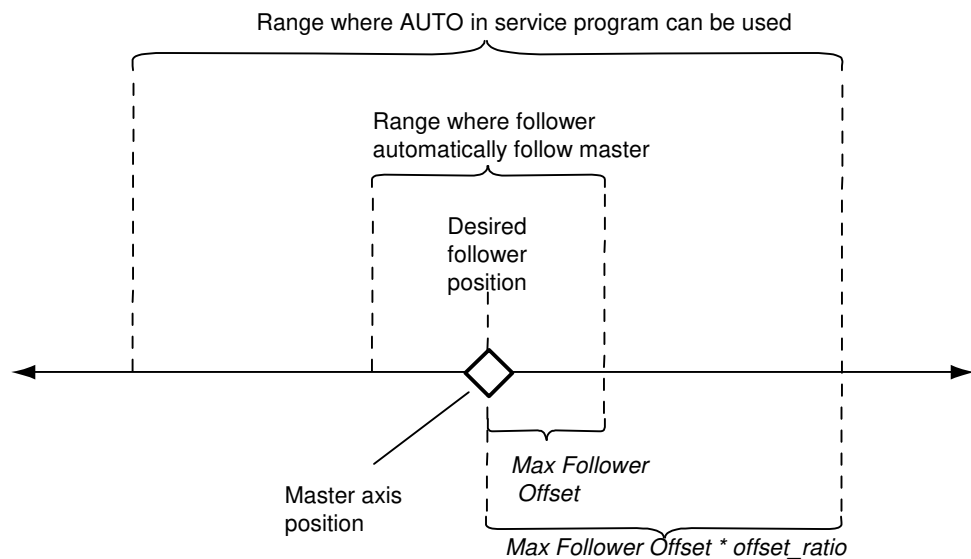 Range where AUTO in service program can be used
Range where follower
automatically follow master
Desired
follower
position
Max Follower
Offset
Master axis
position
Max Follower Offset * offset_ratio